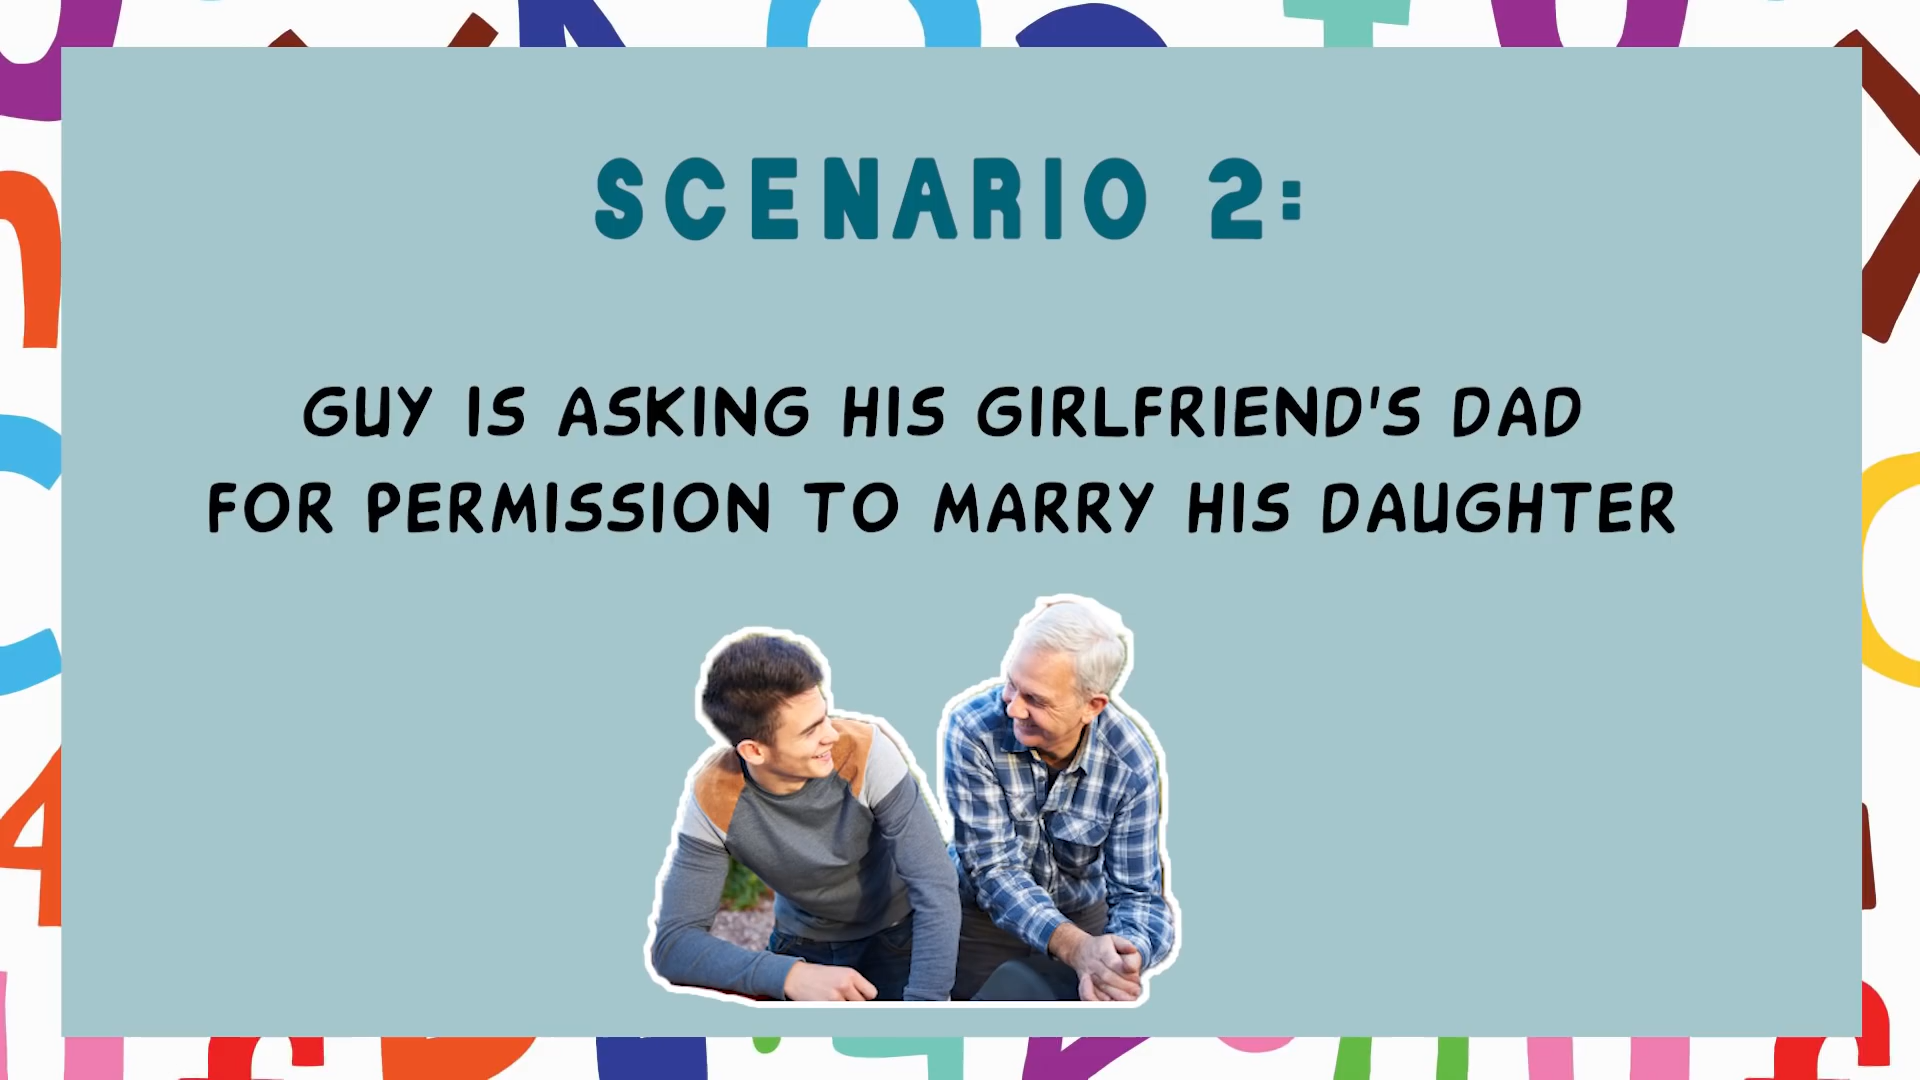 SCENARIO 2:
GUY IS ASKING HIS GIRLFRIEND'S DAD
FOR PERMISSION TO MARRY HIS DAUGHTER